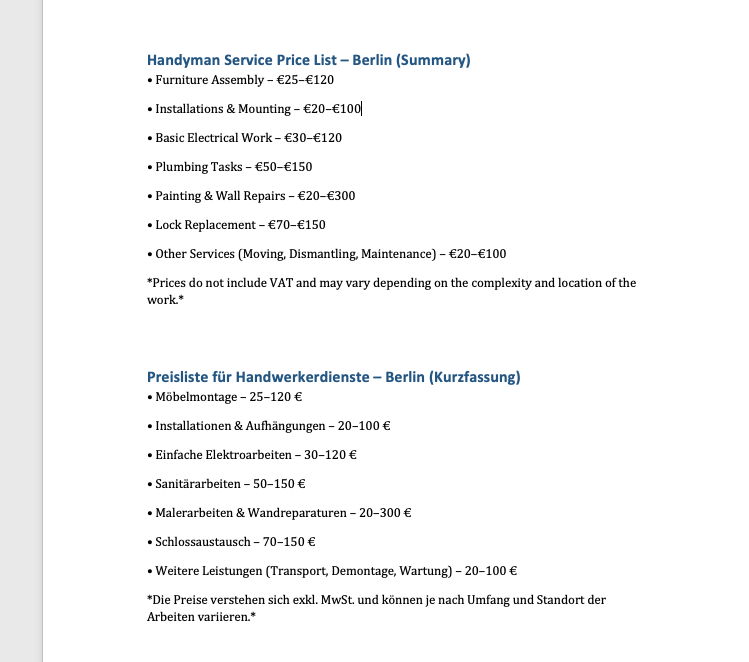 Handyman Service Price List – Berlin (Summary)
• Furniture Assembly – €25–€120
• Installations & Mounting – €20–€100
• Basic Electrical Work – €30–€120
• Plumbing Tasks – €50–€150
• Painting & Wall Repairs – €20–€300
• Lock Replacement – €70–€150
• Other Services (Moving, Dismantling, Maintenance) – €20–€100
*Prices do not include VAT and may vary depending on the complexity and location of the
work.*
Preisliste für Handwerkerdienste – Berlin (Kurzfassung)
• Möbelmontage – 25–120 €
• Installationen & Aufhängungen – 20–100 €
• Einfache Elektroarbeiten – 30–120 €
• Sanitärarbeiten – 50–150 €
• Malerarbeiten & Wandreparaturen – 20–300 €
• Schlossaustausch – 70–150 €
• Weitere Leistungen (Transport, Demontage, Wartung) – 20–100 €
*Die Preise verstehen sich exkl. MwSt. und können je nach Umfang und Standort der
Arbeiten variieren.*